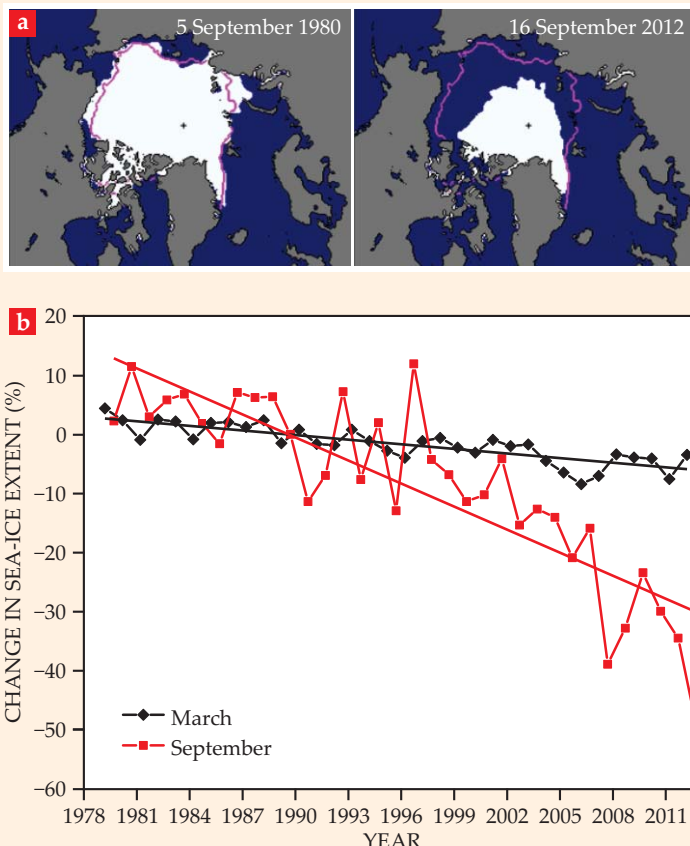 a
5 September 1980
16 September 2012
b
CHANGE IN SEA-ICE EXTENT (%)
20
10
0
−10
−20
−30
−40
−50
−60
March
September
1978 1981 1984 1987 1990 1993 1996 1999 2002 2005 2008 2011
YEAR